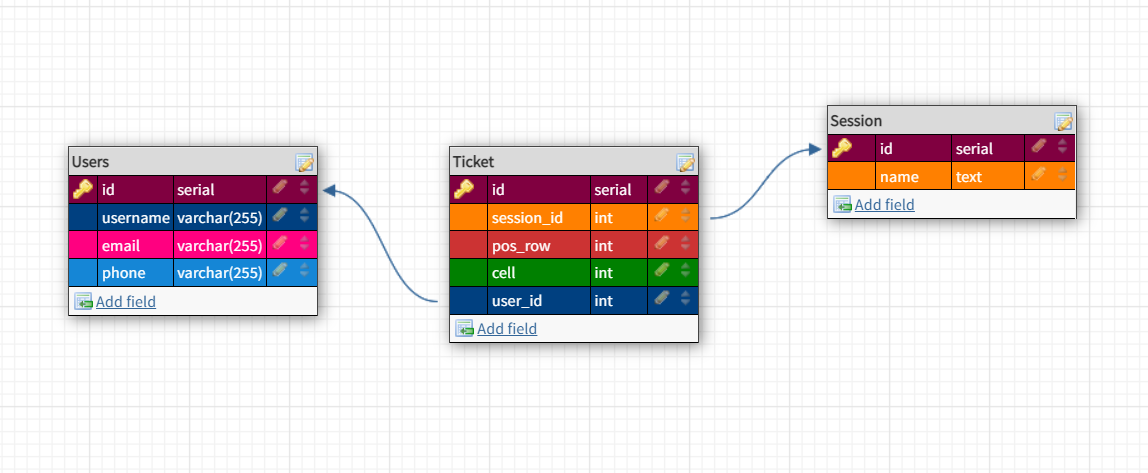 Users
id serial
username varchar(255)
email varchar(255)
phone varchar(255)
Add field
Ticket
id serial
session_id int
pos_row int
cell int
user_id int
Add field
Session
id serial
name text
Add field